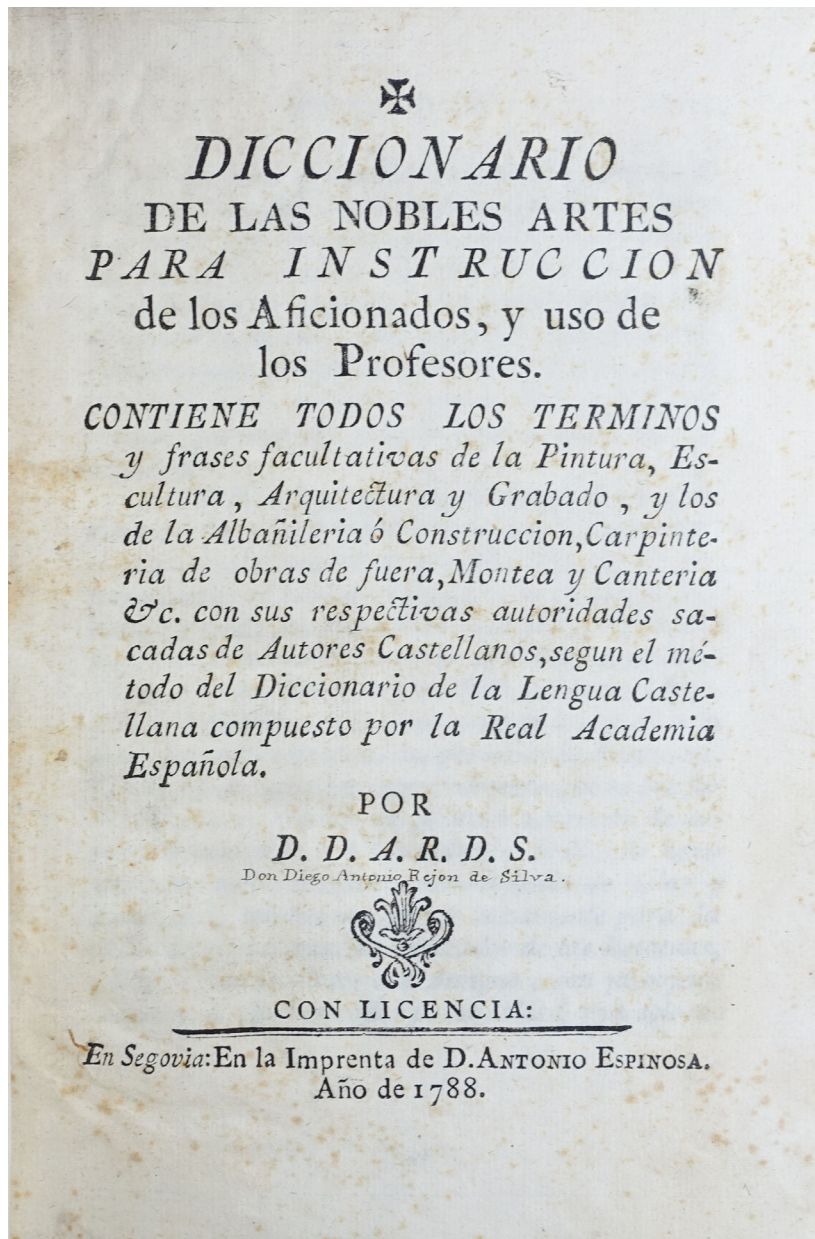 DICCIONARIO
DE LAS NOBLES ARTES
PARA INSTRUCCION
de los Aficionados, y uso de
los Profesores.
CONTIENE TODOS LOS TERMINOS
y frases facultativas de la Pintura, Es-
cultura, Arquitectura y Grabado, y los
de la Albañileria ó Construccion, Carpinte-
ria de obras de fuera, Montea y Canteria
&c. con sus respectivas autoridades sa-
cadas de Autores Castellanos, segun el mé-
todo del Diccionario de la Lengua Caste-
llana compuesto por la Real Academia
Española.
POR
D. D. A. R. D. S.
Don Diego Antonio Rejon de Silva.
CON LICENCIA:
En Segovia: En la Imprenta de D. ANTONIO ESPINOSA.
Año de 1788.